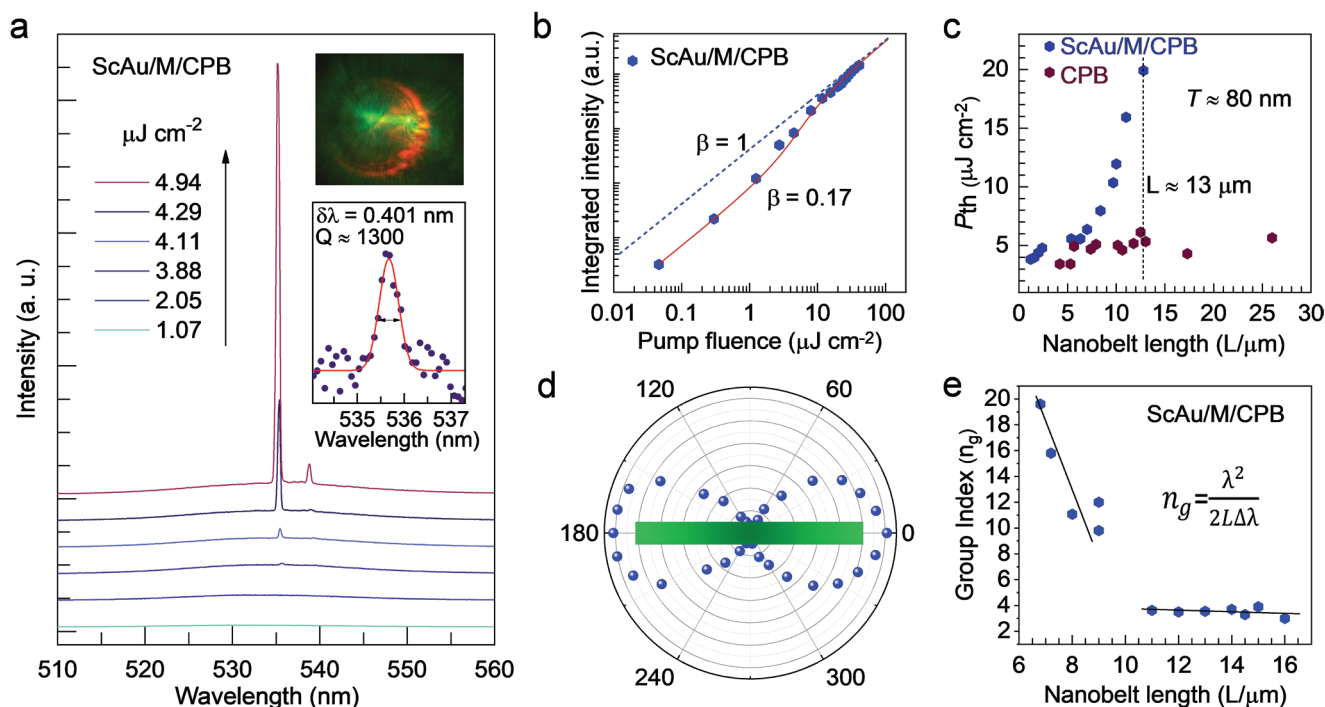 a
ScAu/M/CPB
μJ cm-2
4.94
4.29
4.11
3.88
2.05
1.07
δλ = 0.401 nm
Q ≈ 1300
535 536 537
Wavelength (nm)
Intensity (a. u.)
510 520 530 540 550 560
Wavelength (nm)
b
ScAu/M/CPB
β = 1
β = 0.17
Integrated intensity (a.u.)
0.01 0.1 1 10 100
Pump fluence (μJ cm-2)
c
ScAu/M/CPB
CPB
T ≈ 80 nm
L ≈ 13 μm
Pth (μJ cm-2)
20
15
10
5
0 5 10 15 20 25 30
Nanobelt length (L/μm)
d
120 60
180 0
240 300
e
ScAu/M/CPB
ng=λ2/2LΔλ
Group Index (ng)
20
18
16
14
12
10
8
6
4
2
6 8 10 12 14 16
Nanobelt length (L/μm)